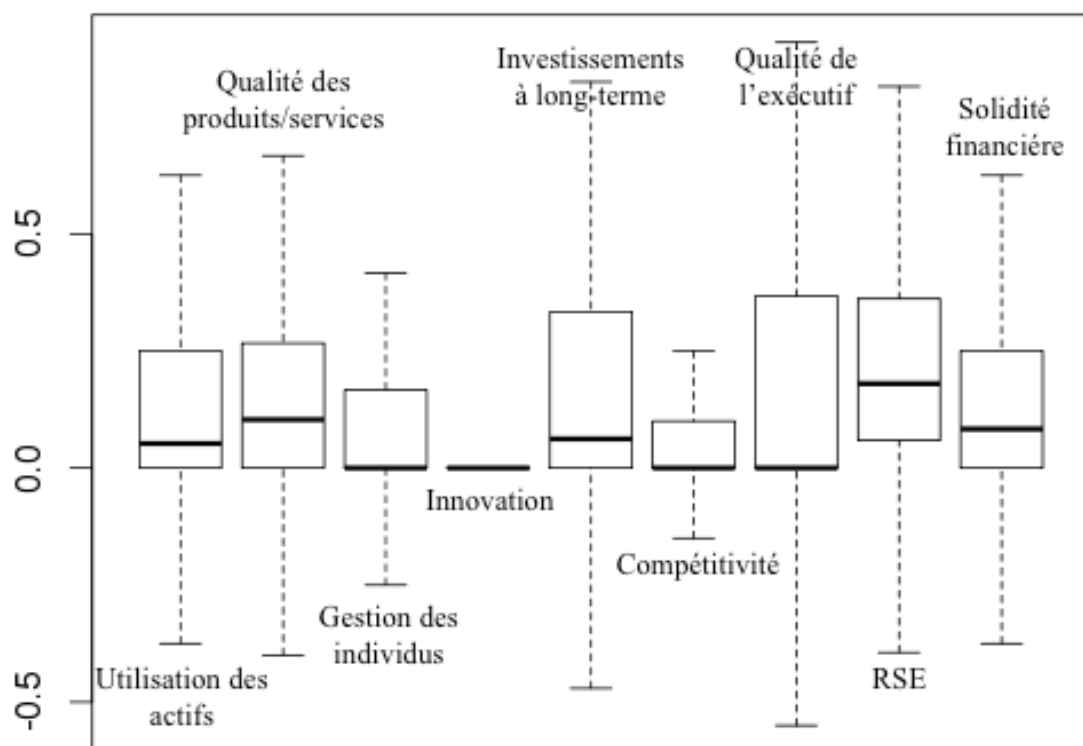 Investissements
à long-terme
Qualité de
l’exécutif
Qualité des
produits/services
Solidité
financiére
0.5
0.0
Innovation
Compétitivité
Gestion des
individus
Utilisation des
actifs
RSE
-0.5